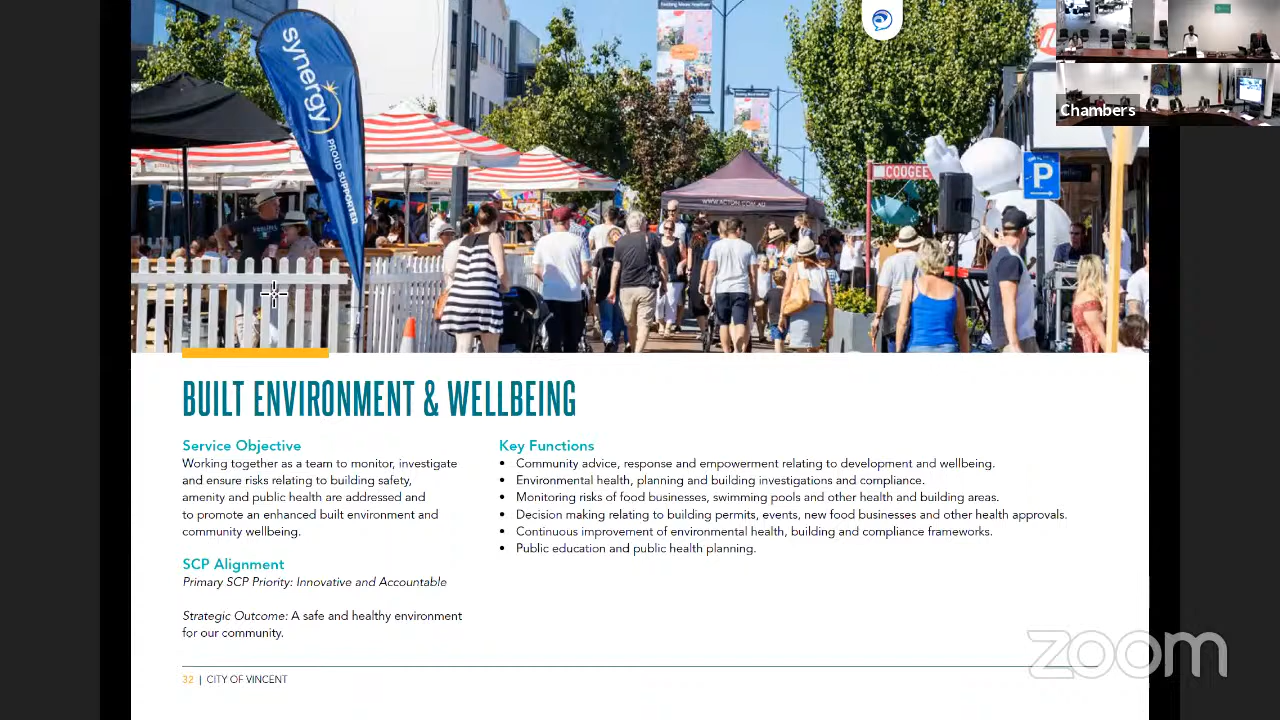 synergy
PROUD SUPPORTER
WWW.ACTON.COM.AU
COOGEE
P
Chambers
BUILT ENVIRONMENT & WELLBEING
Service Objective
Working together as a team to monitor, investigate
and ensure risks relating to building safety,
amenity and public health are addressed and
to promote an enhanced built environment and
community wellbeing.
SCP Alignment
Primary SCP Priority: Innovative and Accountable
Strategic Outcome: A safe and healthy environment
for our community.
Key Functions
• Community advice, response and empowerment relating to development and wellbeing.
• Environmental health, planning and building investigations and compliance.
• Monitoring risks of food businesses, swimming pools and other health and building areas.
• Decision making relating to building permits, events, new food businesses and other health approvals.
• Continuous improvement of environmental health, building and compliance frameworks.
• Public education and public health planning.
32 | CITY OF VINCENT
zoom